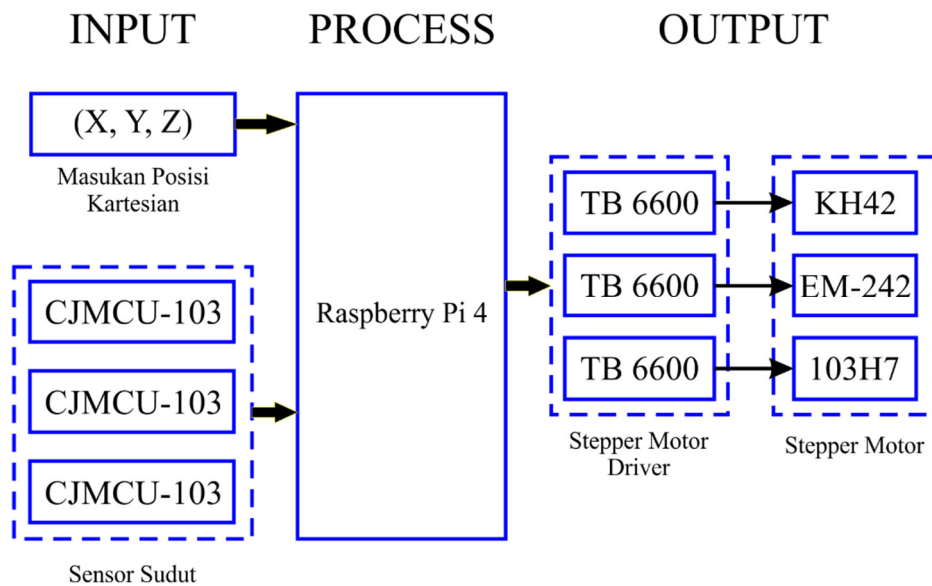 INPUT
PROCESS
OUTPUT
(X, Y, Z)
Masukan Posisi
Kartesian
CJMCU-103
CJMCU-103
CJMCU-103
Sensor Sudut
Raspberry Pi 4
TB 6600
TB 6600
TB 6600
Stepper Motor
Driver
KH42
EM-242
103H7
Stepper Motor